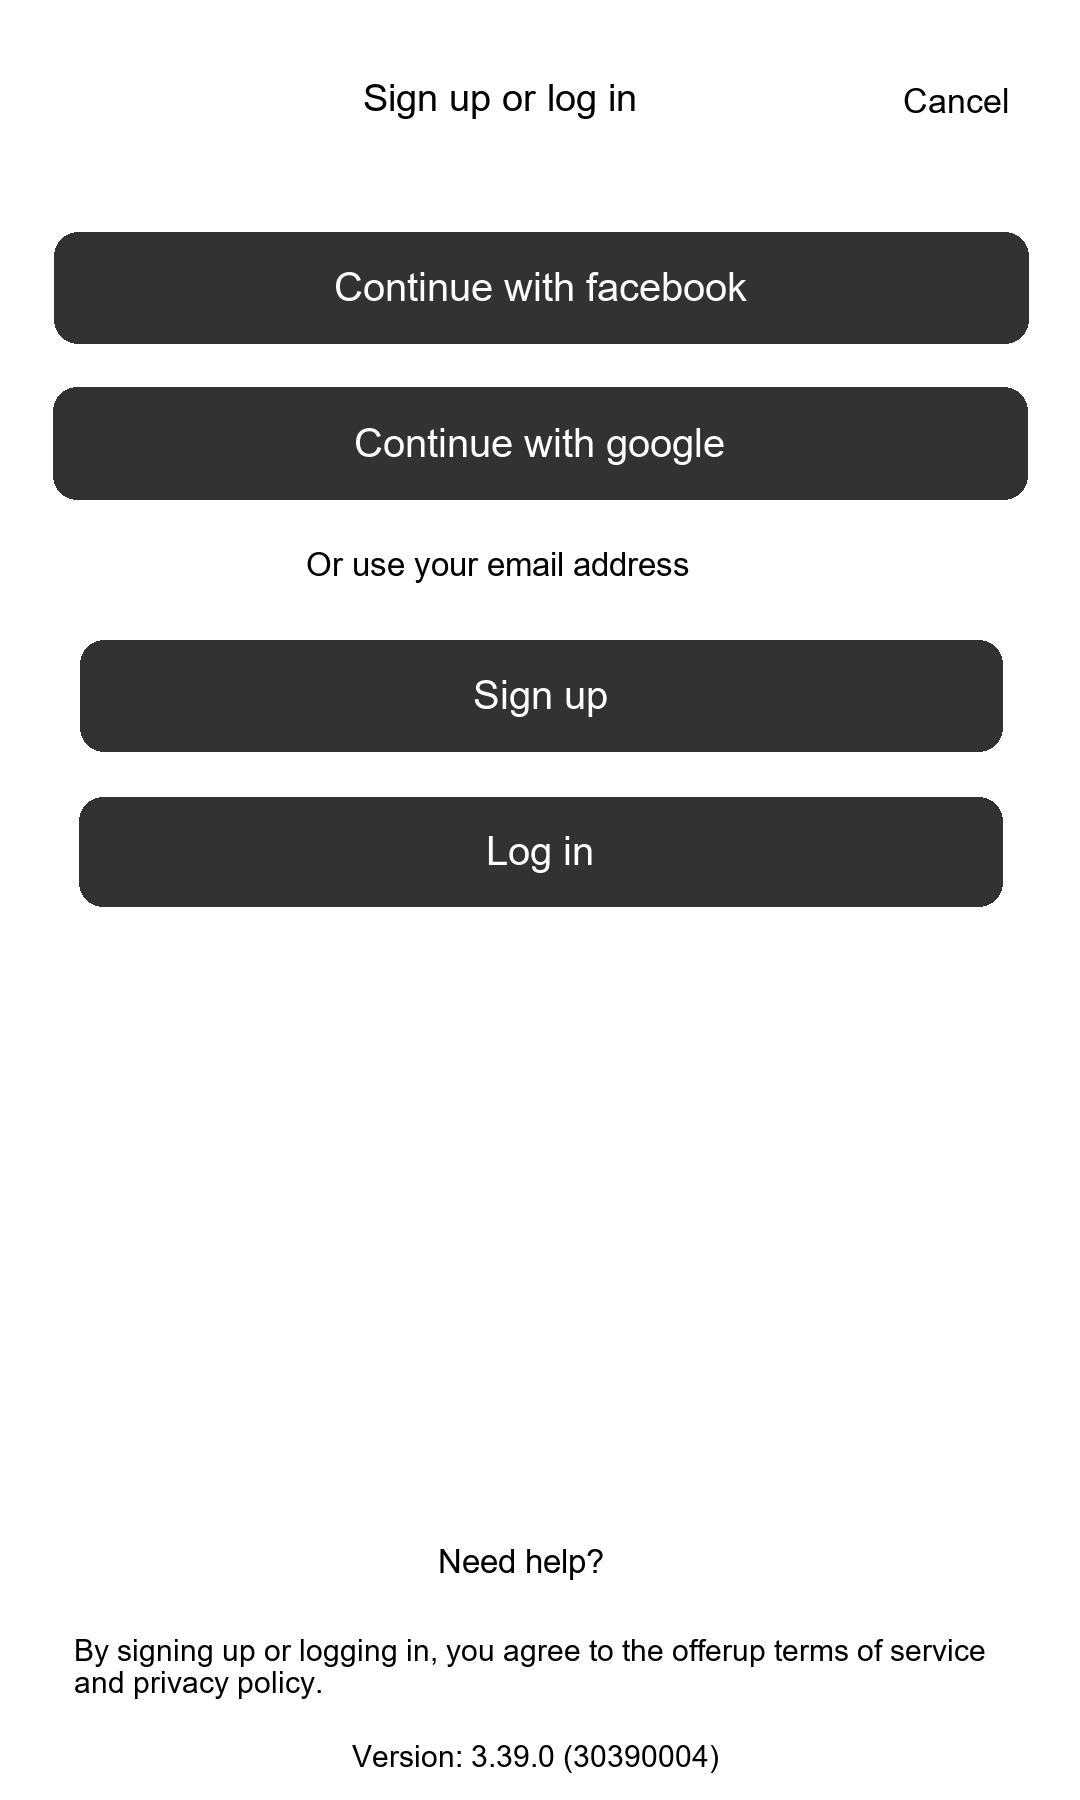 Sign up or log in
Cancel
Continue with facebook
Continue with google
Or use your email address
Sign up
Log in
Need help?
By signing up or logging in, you agree to the offerup terms of service
and privacy policy.
Version: 3.39.0 (30390004)